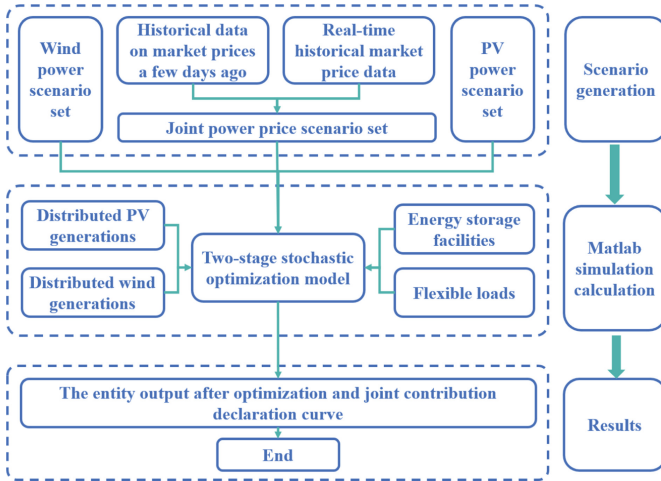 Wind
power
scenario
set
Historical data
on market prices
a few days ago
Real-time
historical market
price data
PV
power
scenario
set
Joint power price scenario set
Scenario
generation
Distributed PV
generations
Distributed wind
generations
Two-stage stochastic
optimization model
Energy storage
facilities
Flexible loads
Matlab
simulation
calculation
The entity output after optimization and joint contribution
declaration curve
End
Results